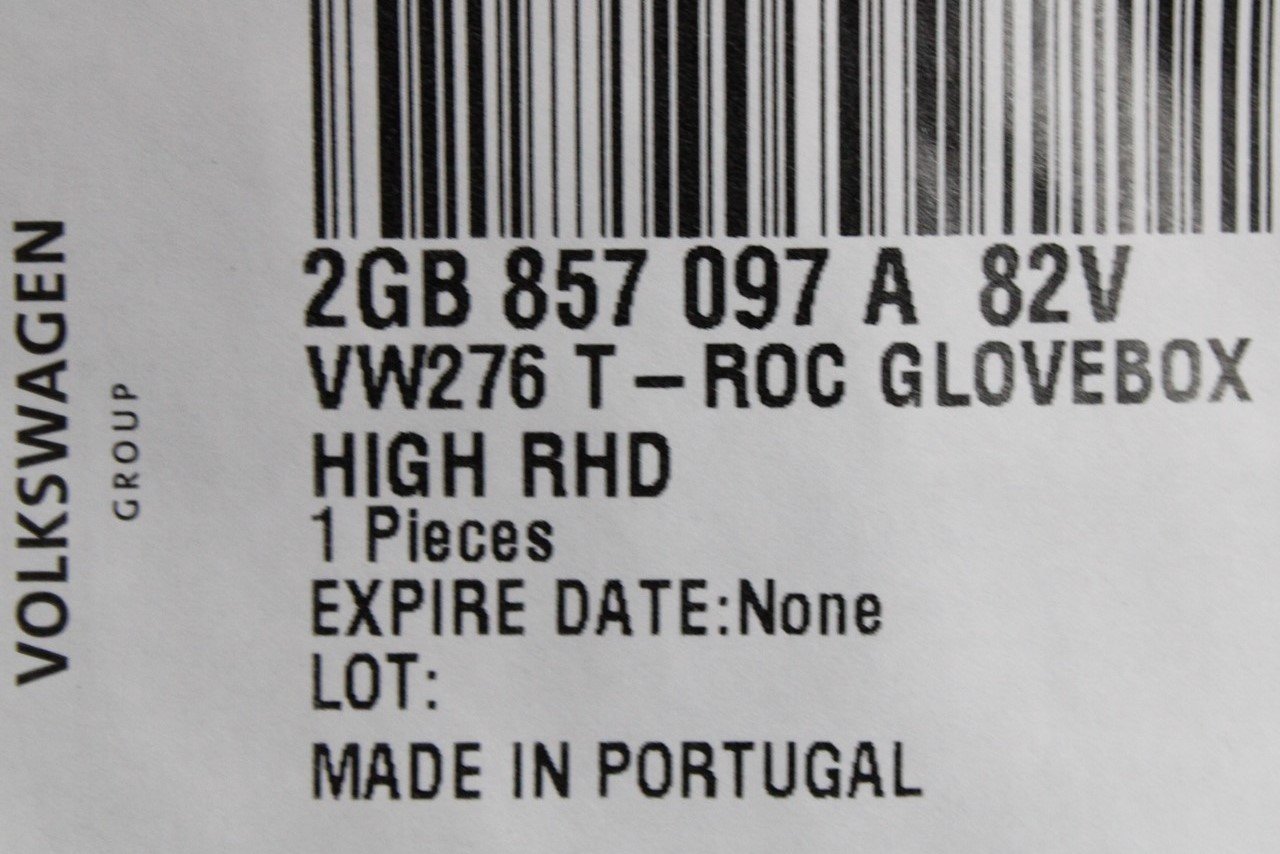 VOLKSWAGEN
GROUP
2GB 857 097 A 82V
VW276 T-ROC GLOVEBOX
HIGH RHD
1 Pieces
EXPIRE DATE:None
LOT:
MADE IN PORTUGAL